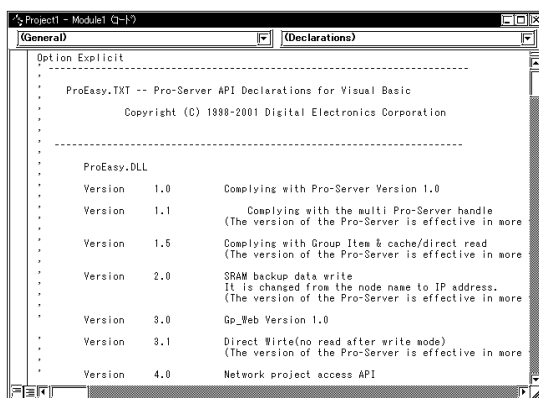 Project1 - Module1 (コード)
(General) (Declarations)
Option Explicit
' ------------------------------------------------------------------------
'
' ProEasy.TXT -- Pro-Server API Declarations for Visual Basic
'
' Copyright (C) 1998-2001 Digital Electronics Corporation
'
'
' ------------------------------------------------------------------------
'
' ProEasy.DLL
'
' Version 1.0 Complying with Pro-Server Version 1.0
'
' Version 1.1 Complying with the multi Pro-Server handle
' (The version of the Pro-Server is effective in more
'
' Version 1.5 Complying with Group Item & cache/direct read
' (The version of the Pro-Server is effective in more
'
' Version 2.0 SRAM backup data write
' It is changed from the node name to IP address.
' (The version of the Pro-Server is effective in more
'
' Version 3.0 Gp_Web Version 1.0
'
' Version 3.1 Direct Wirte(no read after write mode)
' (The version of the Pro-Server is effective in more
'
' Version 4.0 Network project access API